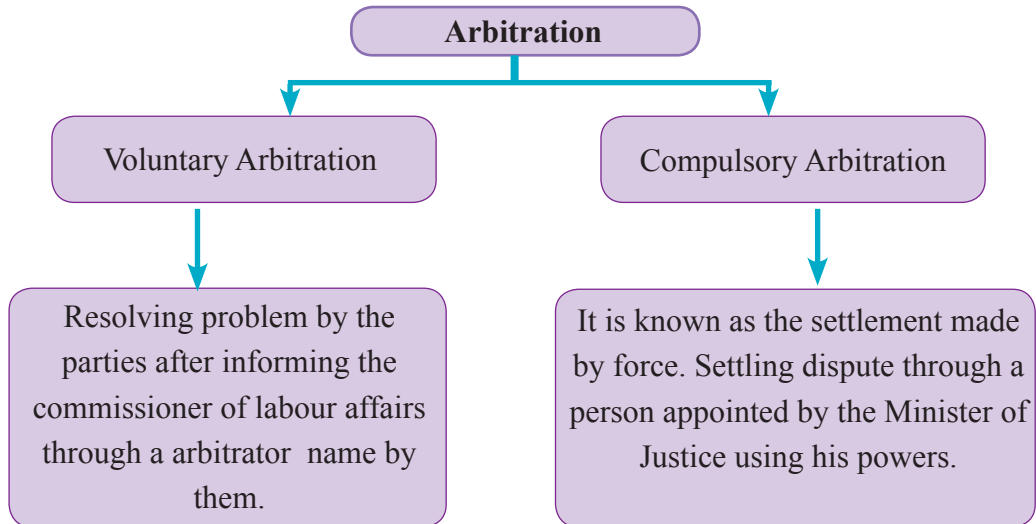 Arbitration
Voluntary Arbitration
Compulsory Arbitration
Resolving problem by the
parties after informing the
commissioner of labour affairs
through a arbitrator name by
them.
It is known as the settlement made
by force. Settling dispute through a
person appointed by the Minister of
Justice using his powers.